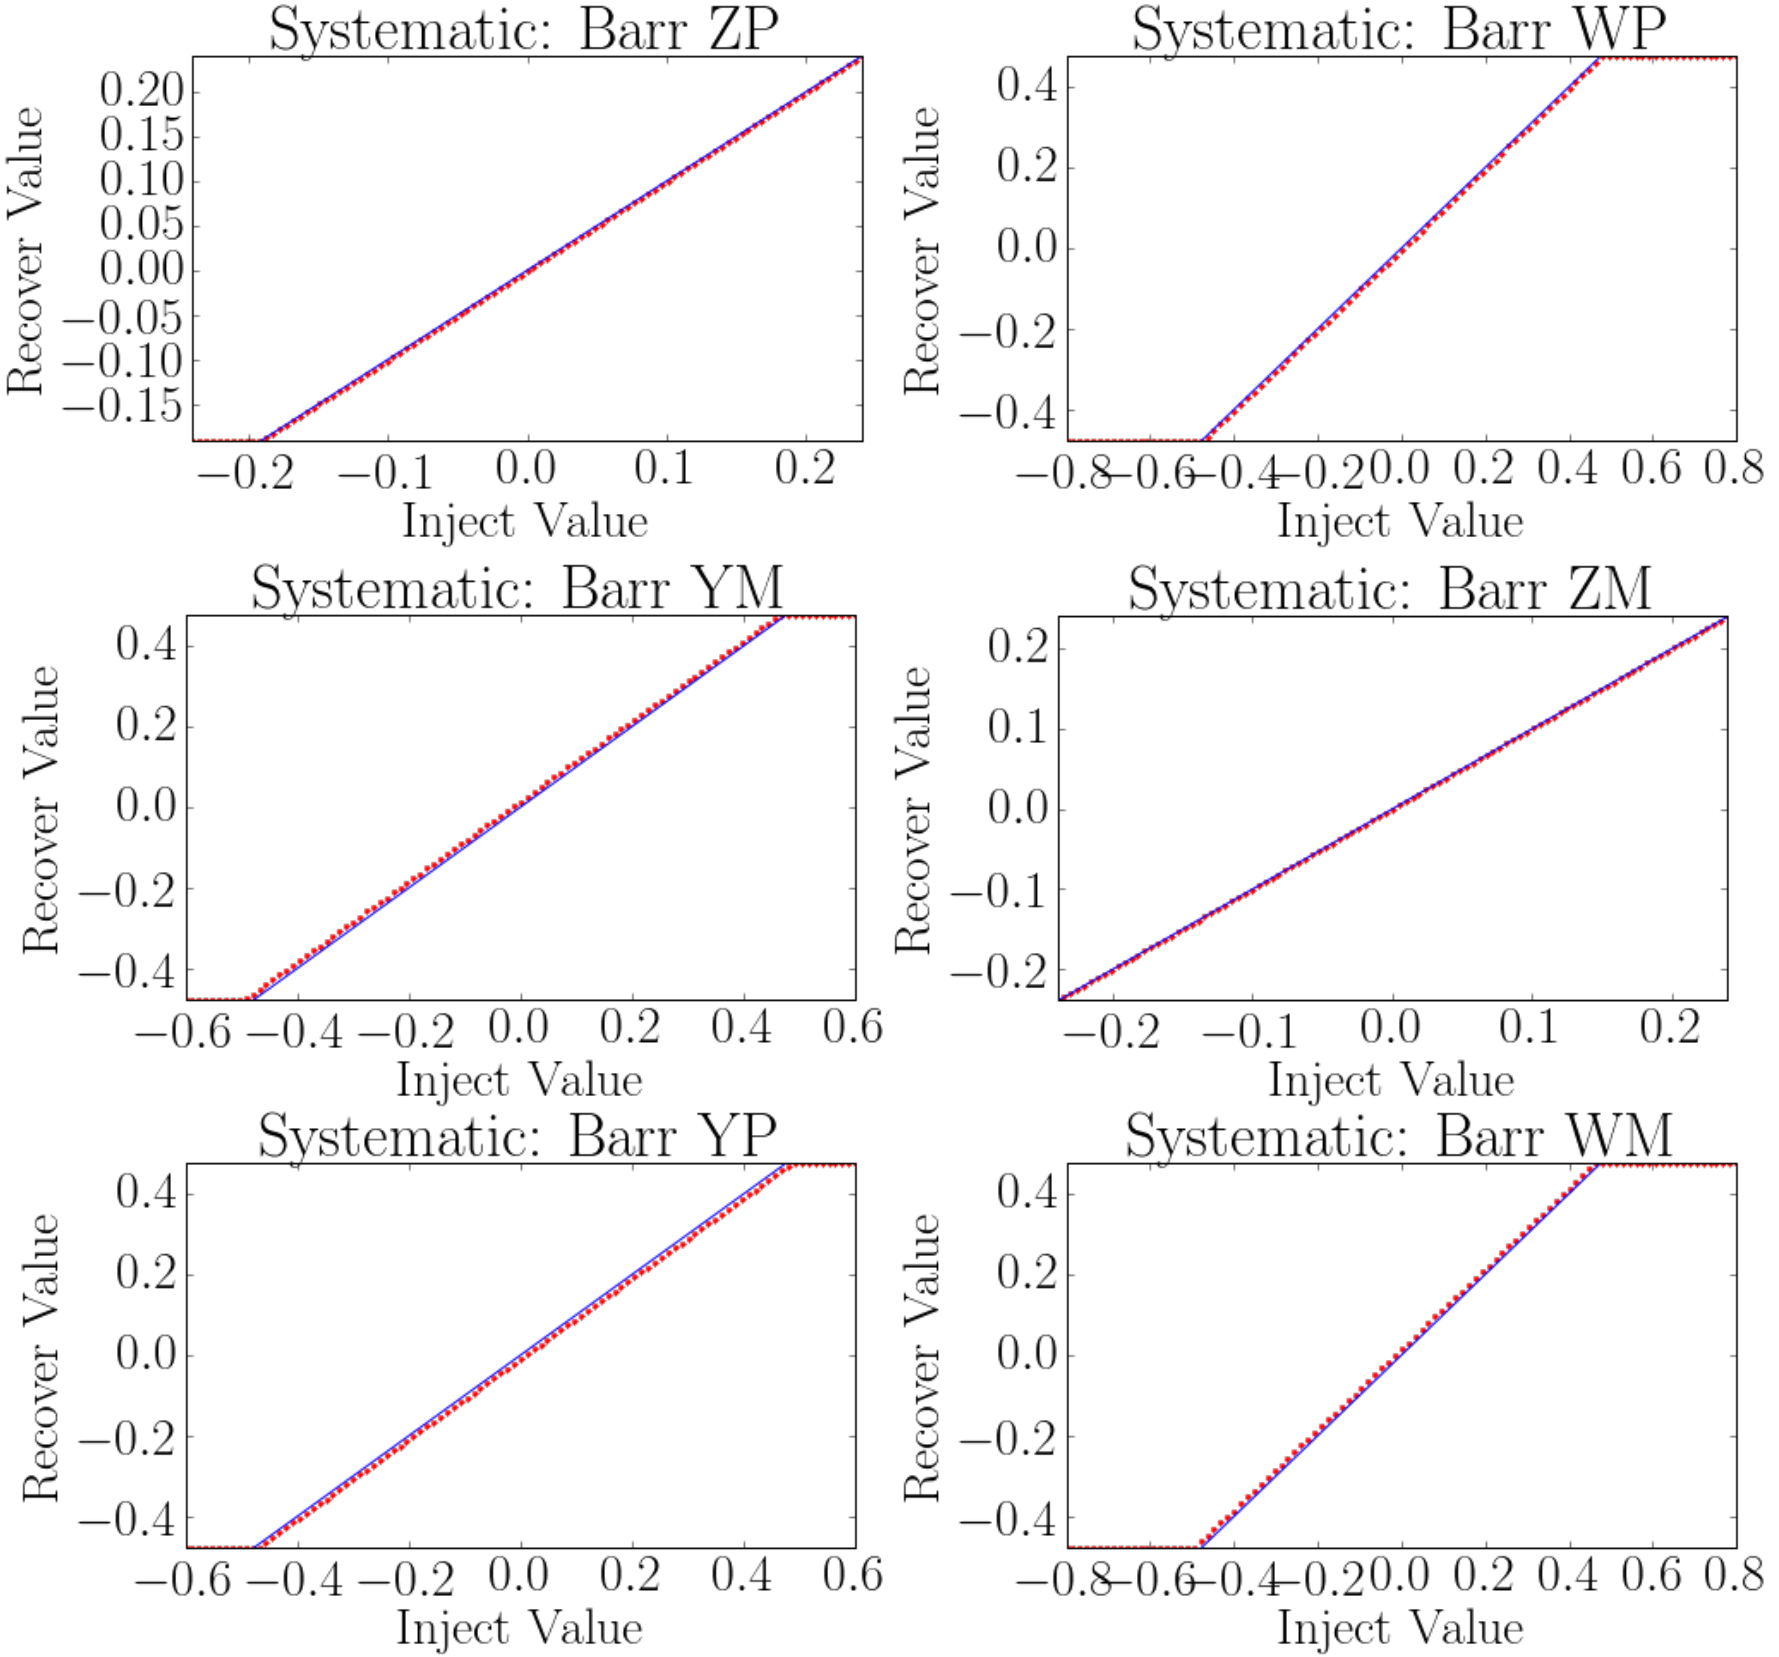 Systematic: Barr ZP
Recover Value
0.20
0.15
0.10
0.05
0.00
−0.05
−0.10
−0.15
−0.2 −0.1 0.0 0.1 0.2
Inject Value
Systematic: Barr WP
Recover Value
0.4
0.2
0.0
−0.2
−0.4
−0.8 −0.6 −0.4 −0.2 0.0 0.2 0.4 0.6 0.8
Inject Value
Systematic: Barr YM
Recover Value
0.4
0.2
0.0
−0.2
−0.4
−0.6 −0.4 −0.2 0.0 0.2 0.4 0.6
Inject Value
Systematic: Barr ZM
Recover Value
0.2
0.1
0.0
−0.1
−0.2
−0.2 −0.1 0.0 0.1 0.2
Inject Value
Systematic: Barr YP
Recover Value
0.4
0.2
0.0
−0.2
−0.4
−0.6 −0.4 −0.2 0.0 0.2 0.4 0.6
Inject Value
Systematic: Barr WM
Recover Value
0.4
0.2
0.0
−0.2
−0.4
−0.8 −0.6 −0.4 −0.2 0.0 0.2 0.4 0.6 0.8
Inject Value